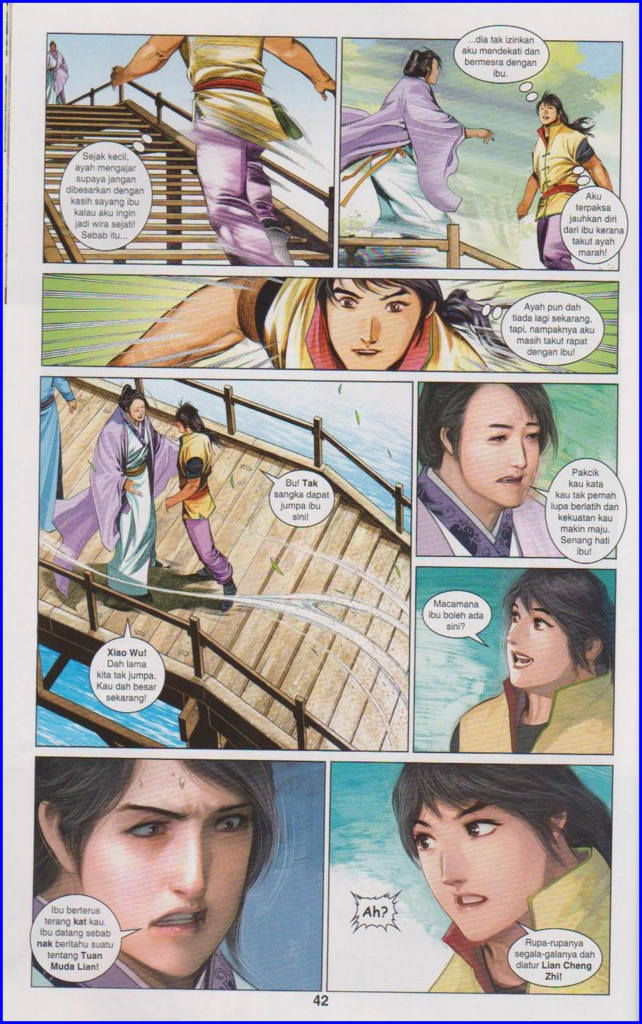 Sejak kecil,
ayah mengajar
supaya jangan
dibesarkan dengan
kasih sayang ibu
kalau aku ingin
jadi wira sejati!
Sebab itu...
...dia tak izinkan
aku mendekati dan
bermesra dengan
ibu.
Aku
terpaksa
jauhkan diri
dari ibu kerana
takut ayah
marah!
Ayah pun dah
tiada lagi sekarang,
tapi, nampaknya aku
masih takut rapat
dengan ibu!
Bu! Tak
sangka dapat
jumpa ibu
sini!
Xiao Wu!
Dah lama
kita tak jumpa.
Kau dah besar
sekarang!
Pakcik
kau kata
kau tak pernah
lupa berlatih dan
kekuatan kau
makin maju.
Senang hati
ibu!
Macamana
ibu boleh ada
sini?
Ibu berterus
terang kat kau.
Ibu datang sebab
nak beritahu suatu
tentang Tuan
Muda Lian!
Ah?
Rupa-rupanya
segala-galanya dah
diatur Lian Cheng
Zhi!
42